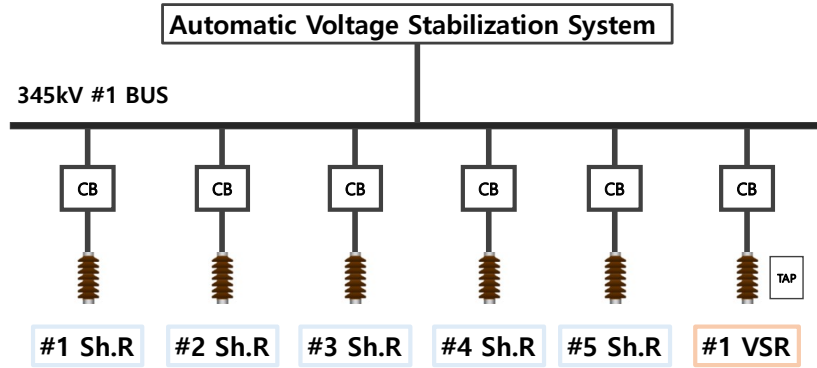 Automatic Voltage Stabilization System
345kV #1 BUS
CB CB CB CB CB CB
TAP
#1 Sh.R #2 Sh.R #3 Sh.R #4 Sh.R #5 Sh.R #1 VSR